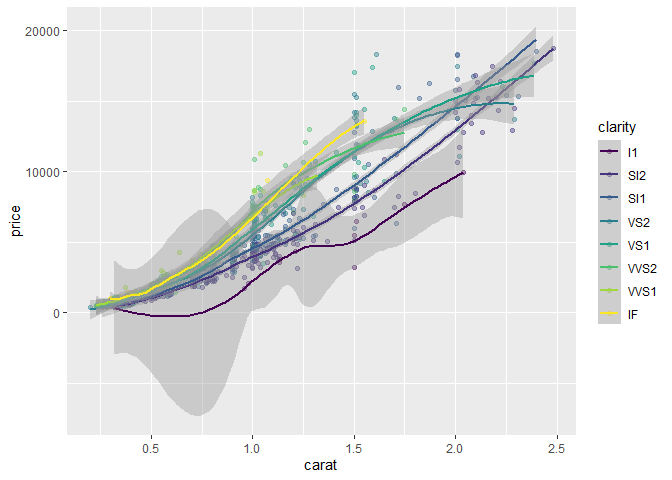 20000
10000
0
price
0.5 1.0 1.5 2.0 2.5
carat
clarity
I1
SI2
SI1
VS2
VS1
VVS2
VVS1
IF